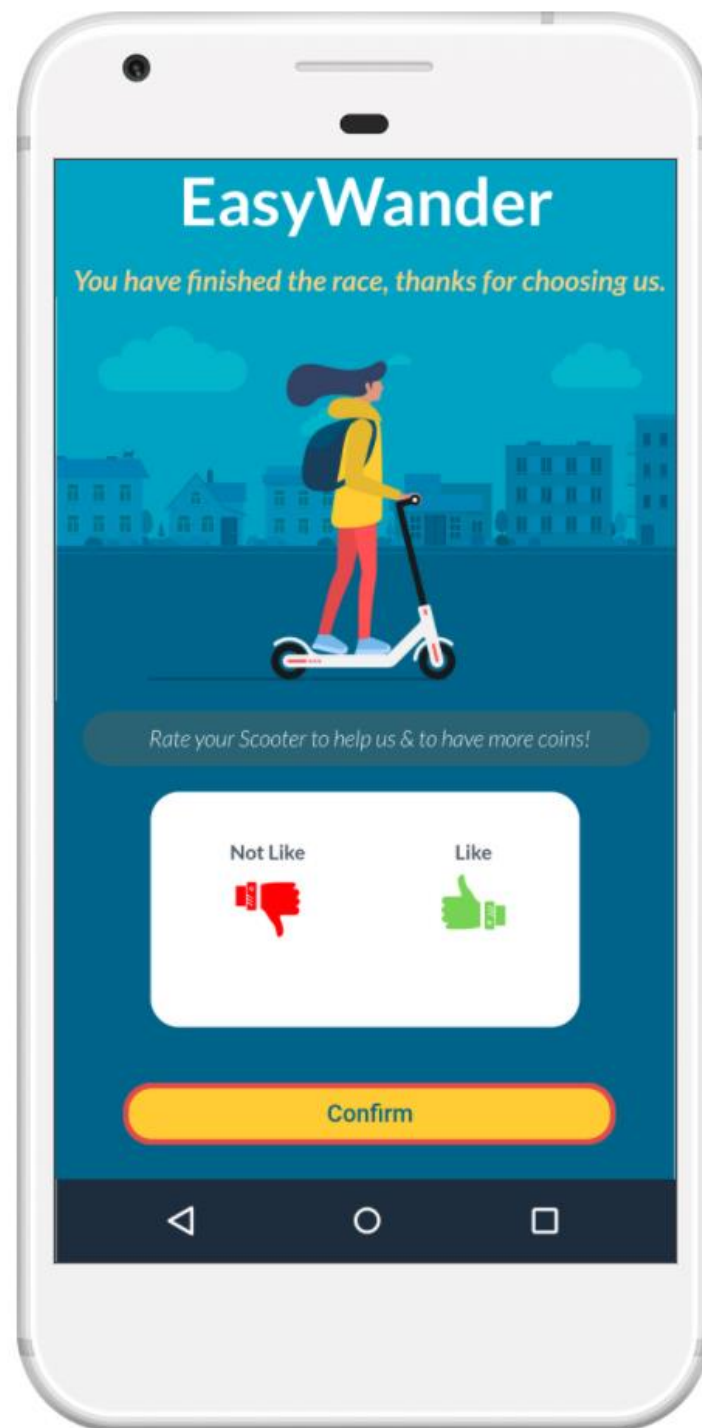 EasyWander
You have finished the race, thanks for choosing us.
Rate your Scooter to help us & to have more coins!
Not Like
Like
Confirm